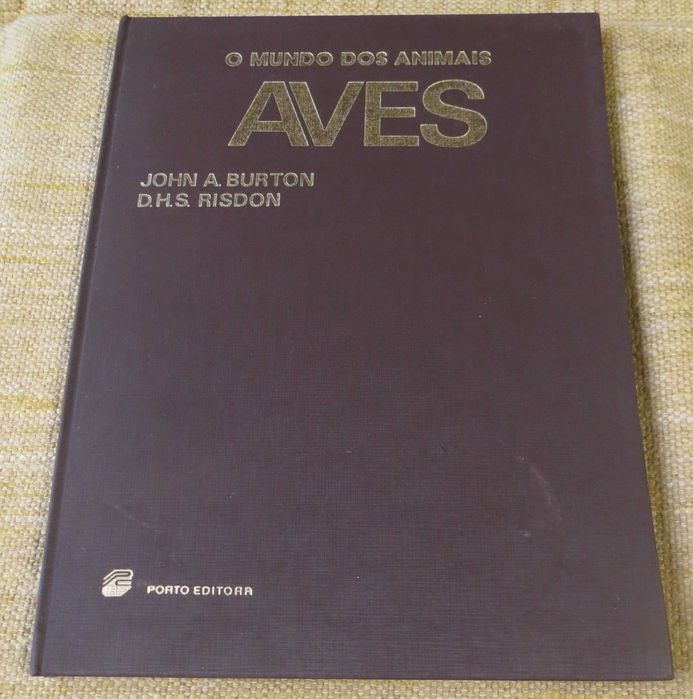 O MUNDO DOS ANIMAIS
AVES
JOHN A. BURTON
D.H.S. RISDON
PORTO EDITORA